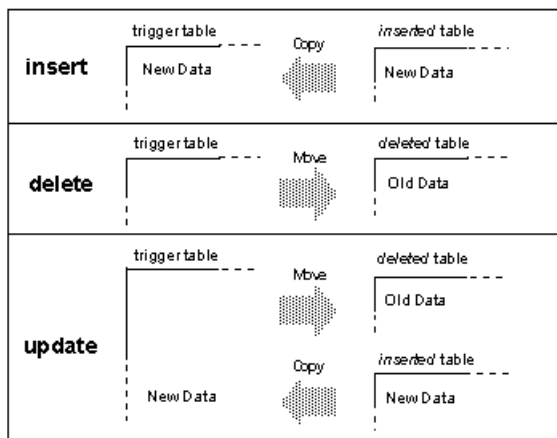 trigger table Copy inserted table
insert New Data New Data
trigger table Move deleted table
delete Old Data
trigger table Move deleted table
Old Data
update Copy inserted table
New Data New Data